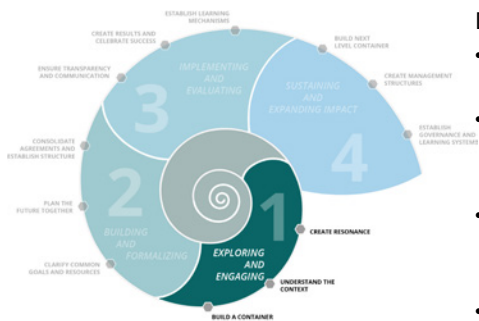 ESTABLISH LEARNING
MECHANISMS
CREATE RESULTS AND
CELEBRATE SUCCESS
ENSURE TRANSPARENCY
AND COMMUNICATION
CONSOLIDATE
AGREEMENTS AND
ESTABLISH STRUCTURE
PLAN THE
FUTURE TOGETHER
CLARIFY COMMON
GOALS AND RESOURCES
BUILD NEXT
LEVEL CONTAINER
CREATE MANAGEMENT
STRUCTURES
ESTABLISH
GOVERNANCE AND
LEARNING SYSTEMS
3
IMPLEMENTING
AND
EVALUATING
SUSTAINING
AND
EXPANDING IMPACT
4
2
BUILDING
AND
FORMALIZING
1
EXPLORING
AND
ENGAGING
CREATE RESONANCE
UNDERSTAND THE
CONTEXT
BUILD A CONTAINER